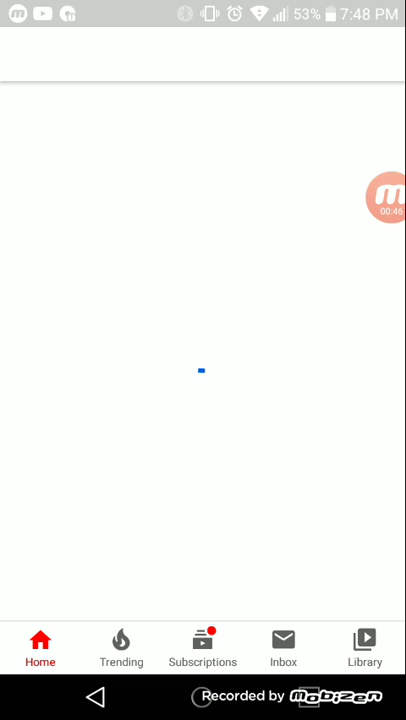 53% 7:48 PM
m
00:46
Home Trending Subscriptions Inbox Library
Recorded by mobizen